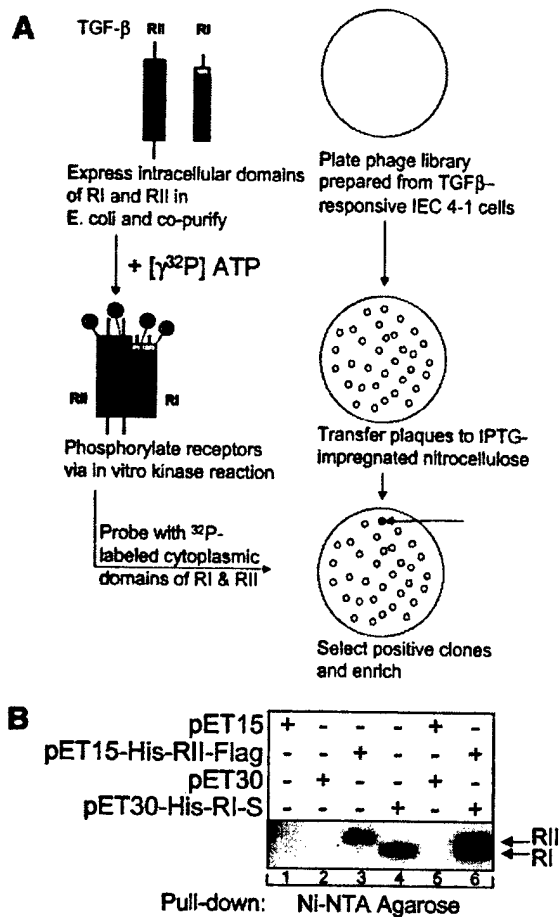 A
TGF-β RII RI
Express intracellular domains
of RI and RII in
E. coli and co-purify
+ [γ32P] ATP
RII RI
Phosphorylate receptors
via in vitro kinase reaction
Probe with 32P-
labeled cytoplasmic
domains of RI & RII
Plate phage library
prepared from TGFβ–
responsive IEC 4-1 cells
Transfer plaques to IPTG-
impregnated nitrocellulose
Select positive clones
and enrich
B
pET15 + - - - + -
pET15-His-RII-Flag - - + - - +
pET30 - + - - + -
pET30-His-RI-S - - - + - +
RII
RI
1 2 3 4 5 6
Pull-down: Ni-NTA Agarose